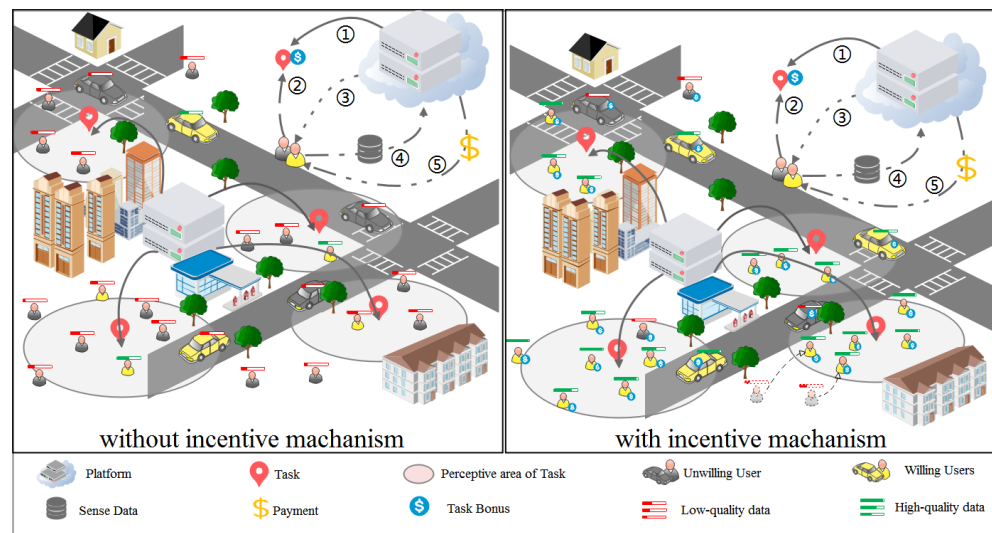 ①
②
③
④
⑤
without incentive machanism
①
②
③
④
⑤
with incentive machanism
Platform
Task
Perceptive area of Task
Unwilling User
Willing Users
Sense Data
Payment
Task Bonus
Low-quality data
High-quality data